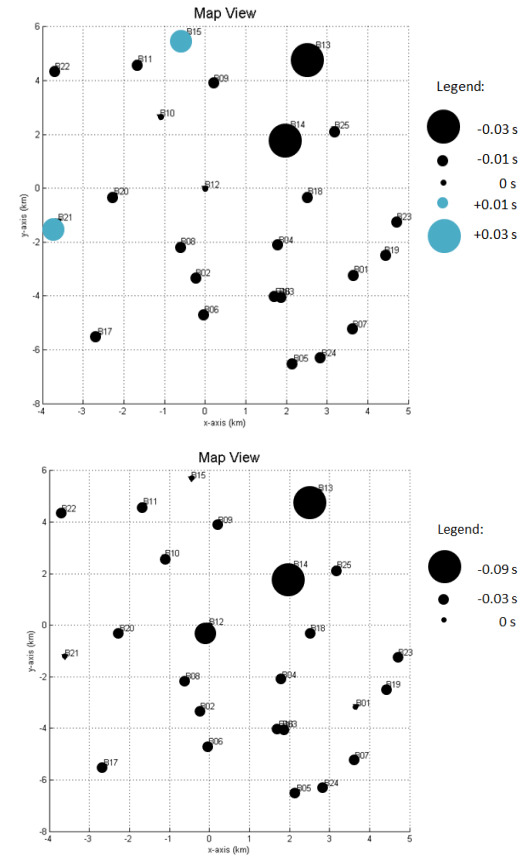 Map View
6
B15
B13
B22
B11
4
B09
Legend:
B10
-0.03 s
2
B14
B25
-0.01 s
y-axis (km)
0
B12
0 s
B20
B18
+0.01 s
B21
B23
+0.03 s
-2
B08
B04
B19
B02
B01
-4
B03
B06
B07
B17
-6
B05
B24
-8
-4 -3 -2 -1 0 1 2 3 4 5
x-axis (km)
Map View
6
B15
B13
B22
B11
4
B09
Legend:
B10
-0.09 s
2
B14
B25
-0.03 s
B12
0 s
y-axis (km)
0
B20
B18
B21
B23
-2
B08
B04
B19
B02
B01
-4
B03
B06
B07
B17
-6
B05
B24
-8
-4 -3 -2 -1 0 1 2 3 4 5
x-axis (km)